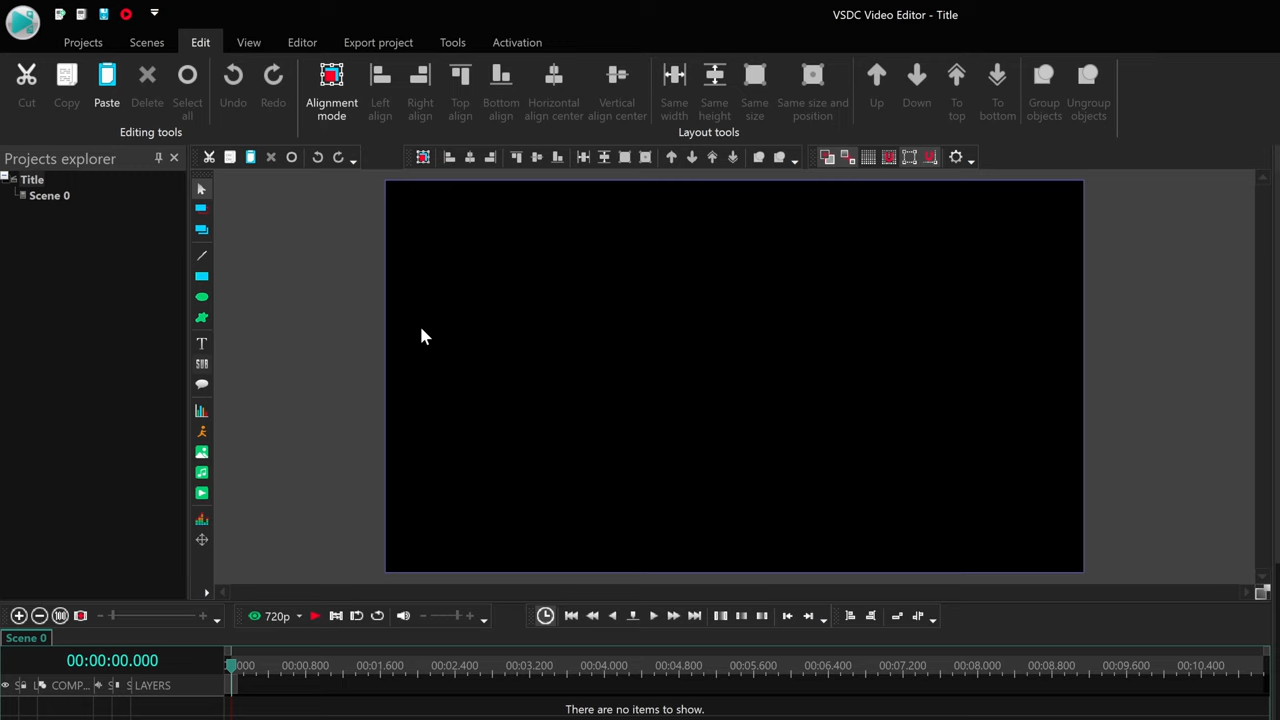 VSDC Video Editor - Title
Projects Scenes Edit View Editor Export project Tools Activation
Cut Copy Paste Delete Select all Undo Redo Alignment mode Left align Right align Top align Bottom align Horizontal align center Vertical align center Same width Same height Same size Same size and position Up Down To top To bottom Group objects Ungroup objects
Editing tools Layout tools
Projects explorer
Title
Scene 0
T
SUB
720p
Scene 0
00:00:00.000
000 00:00.800 00:01.600 00:02.400 00:03.200 00:04.000 00:04.800 00:05.600 00:06.400 00:07.200 00:08.000 00:08.800 00:09.600 00:10.400
COMP... LAYERS
There are no items to show.